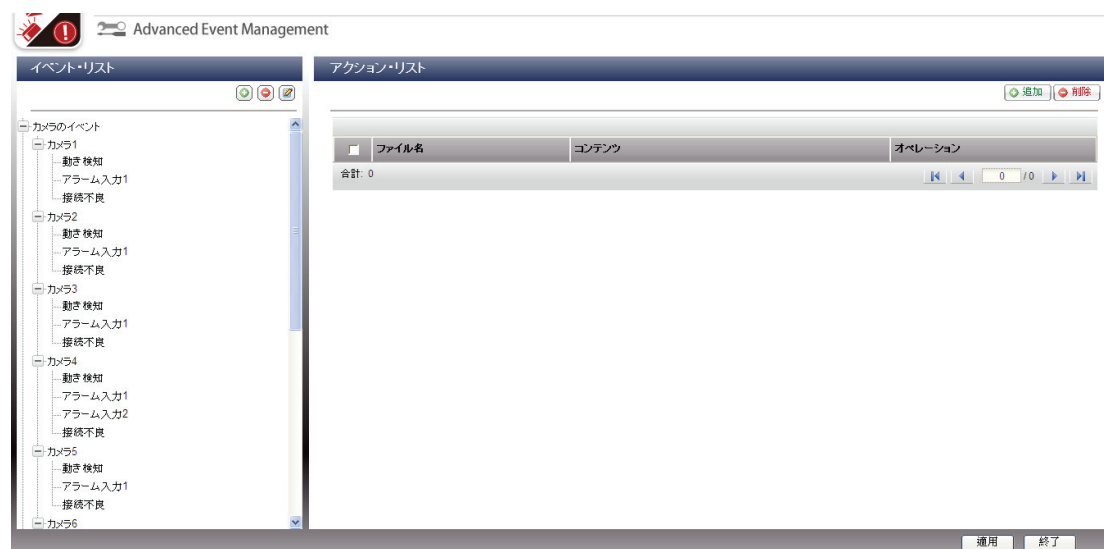 Advanced Event Management
イベント・リスト
アクション・リスト
追加 削除
カメラのイベント
カメラ1
動き検知
アラーム入力1
接続不良
カメラ2
動き検知
アラーム入力1
接続不良
カメラ3
動き検知
アラーム入力1
接続不良
カメラ4
動き検知
アラーム入力1
アラーム入力2
接続不良
カメラ5
動き検知
アラーム入力1
接続不良
カメラ6
ファイル名 コンテンツ オペレーション
合計: 0 0 / 0
適用 終了